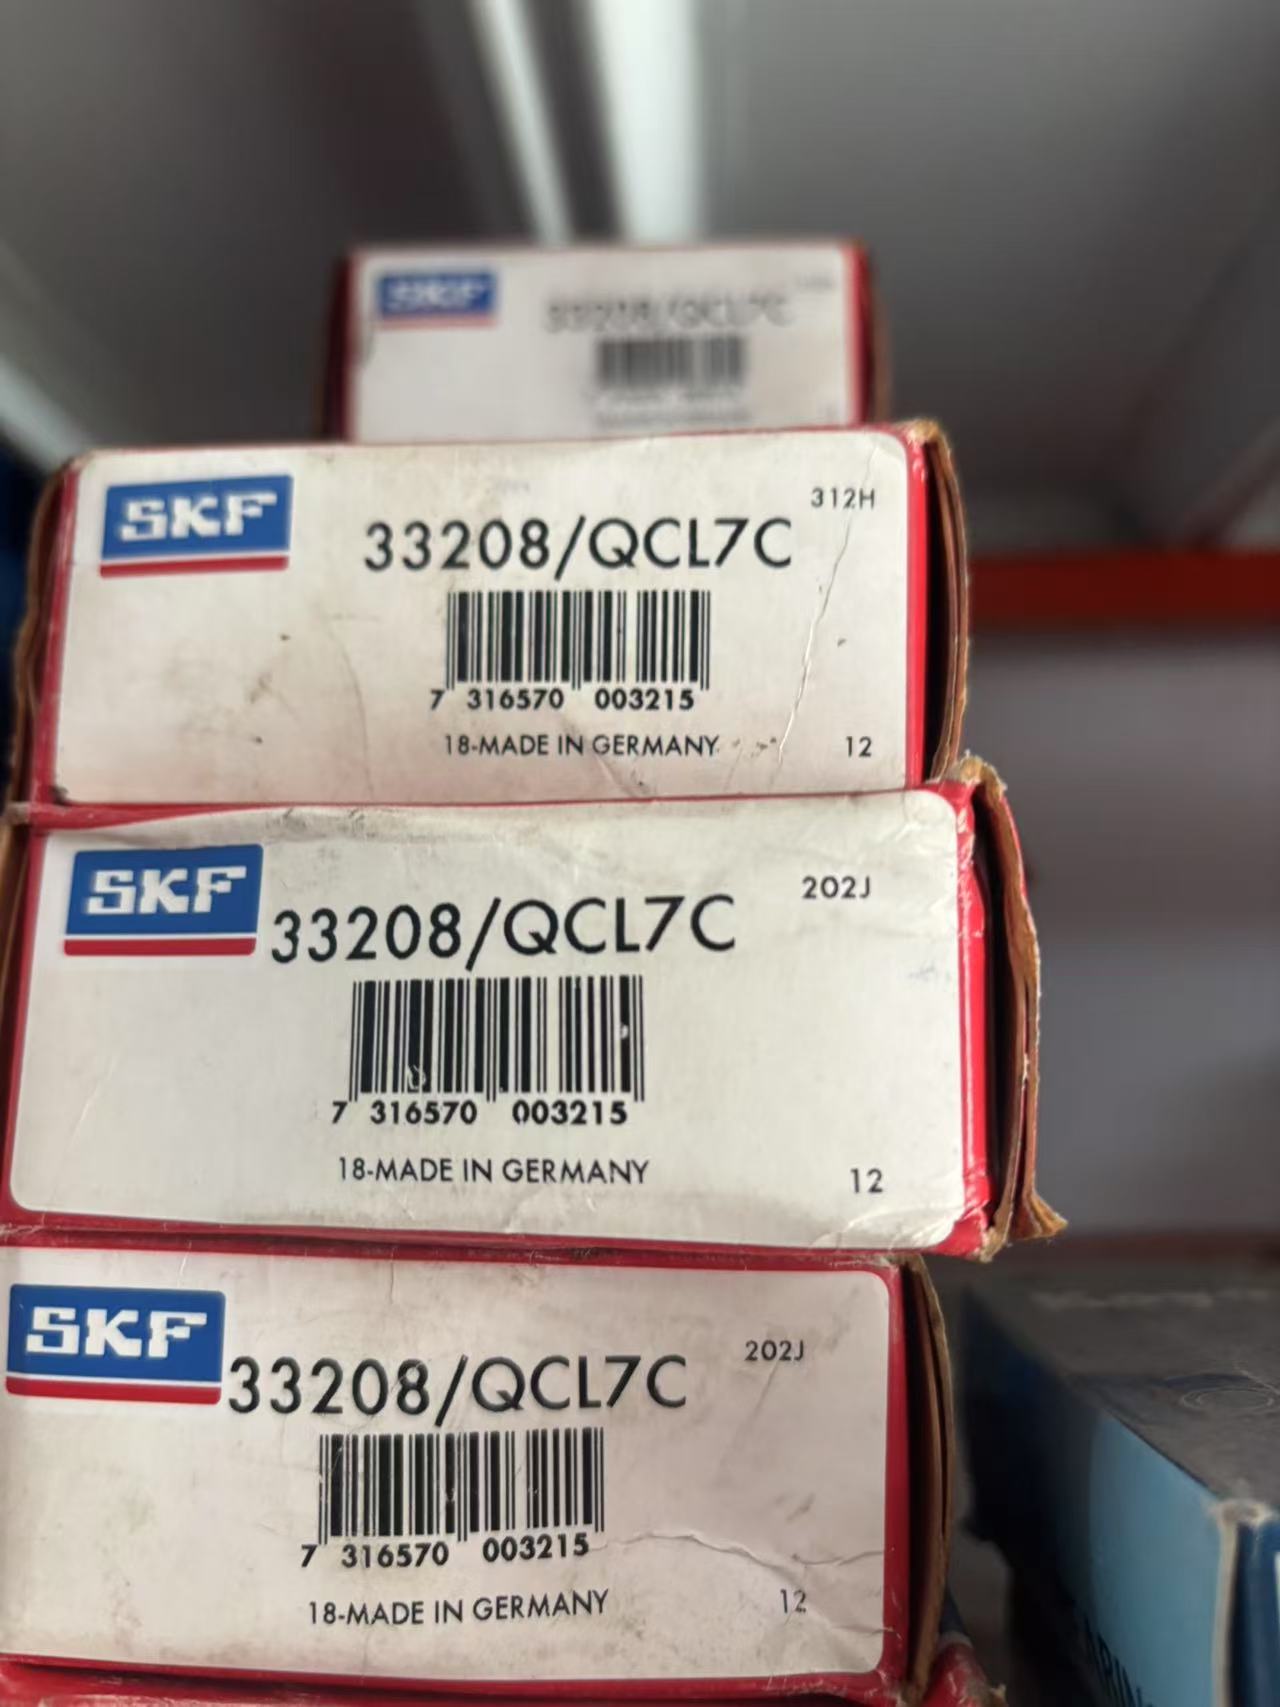 SKF
33208/QCL7C
SKF
312H
33208/QCL7C
7 316570 003215
18-MADE IN GERMANY
12
SKF
202J
33208/QCL7C
7 316570 003215
18-MADE IN GERMANY
12
SKF
202J
33208/QCL7C
7 316570 003215
18-MADE IN GERMANY
12